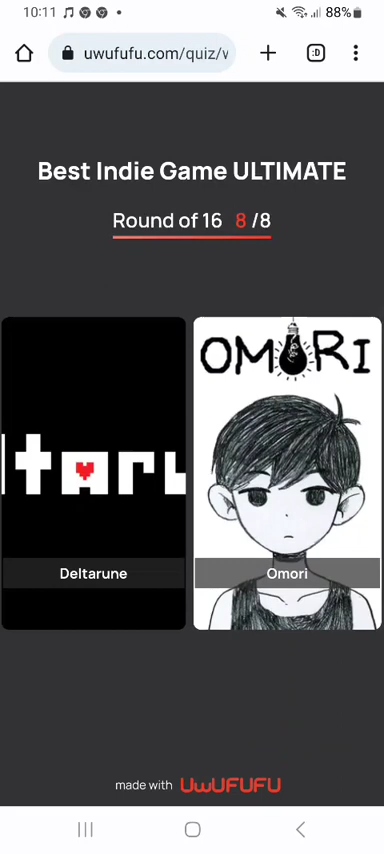 10:11 88%
uwufufu.com/quiz/v :D
Best Indie Game ULTIMATE
Round of 16 8 /8
ltaru
OMORI
Deltarune
Omori
made with UwUFUFU